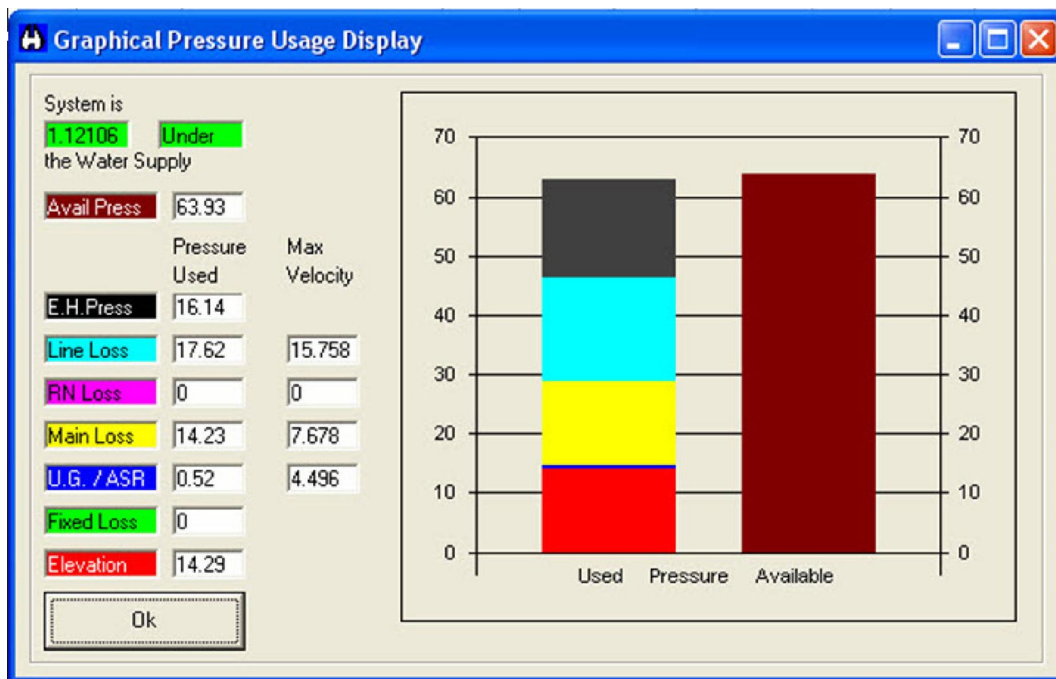 Graphical Pressure Usage Display
System is
1.12106 Under
the Water Supply
Avail Press 63.93
Pressure Max
Used Velocity
E.H.Press 16.14
Line Loss 17.62 15.758
RN Loss 0 0
Main Loss 14.23 7.678
U.G. / ASR 0.52 4.496
Fixed Loss 0
Elevation 14.29
Ok
70 70
60 60
50 50
40 40
30 30
20 20
10 10
0 0
Used Pressure Available